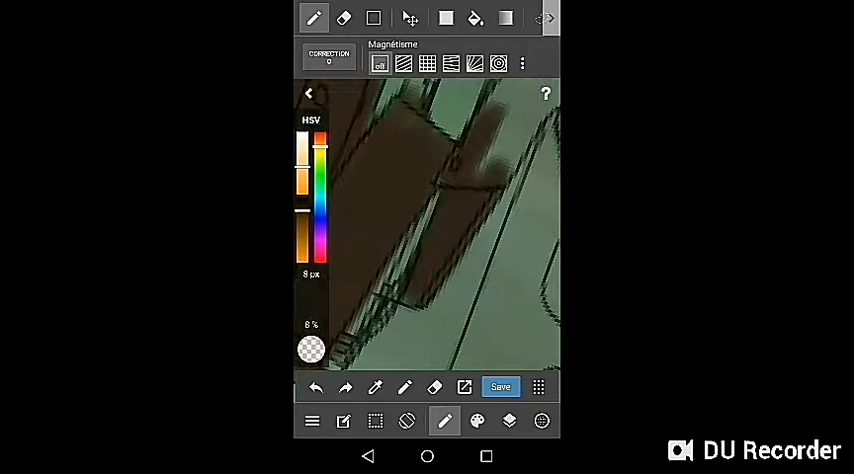 Magnétisme
CORRECTION
0
off
?
HSV
8 px
8 %
Save
DU Recorder